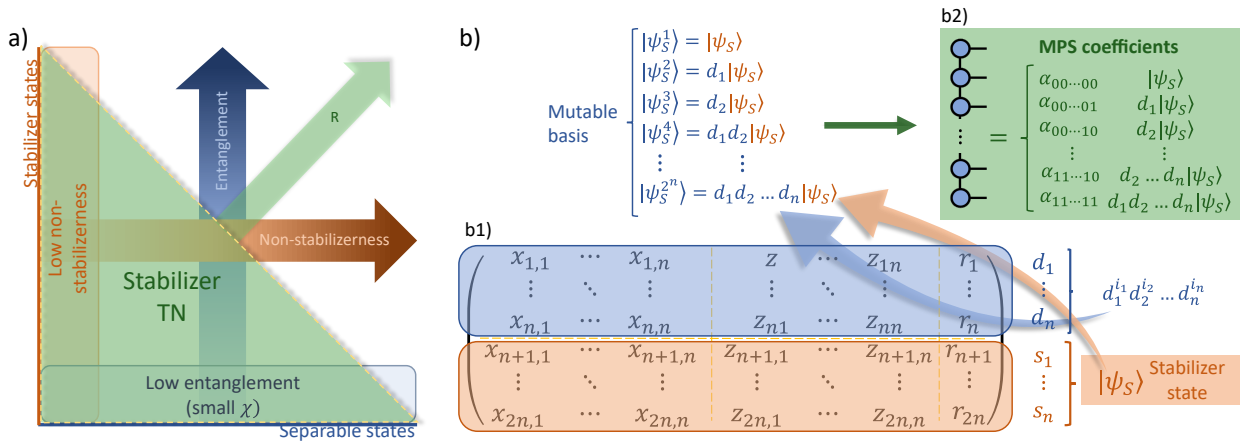 a)
Stabilizer states
Low non-
stabilizerness
Entanglement
R
Non-stabilizerness
Stabilizer
TN
Low entanglement
(small χ)
Separable states
b)
Mutable
basis
|ψ_S^1⟩ = |ψ_S⟩
|ψ_S^2⟩ = d_1|ψ_S⟩
|ψ_S^3⟩ = d_2|ψ_S⟩
|ψ_S^4⟩ = d_1 d_2|ψ_S⟩
⋮ ⋮
|ψ_S^{2^n}⟩ = d_1 d_2 … d_n|ψ_S⟩
b2)
MPS coefficients
=
α_{00⋯00} |ψ_S⟩
α_{00⋯01} d_1|ψ_S⟩
α_{00⋯10} d_2|ψ_S⟩
⋮ ⋮
α_{11⋯10} d_2 … d_n|ψ_S⟩
α_{11⋯11} d_1 d_2 … d_n|ψ_S⟩
b1)
x_{1,1} ⋯ x_{1,n} z ⋯ z_{1n} r_1 d_1
⋮ ⋱ ⋮ ⋮ ⋱ ⋮ ⋮ ⋮
x_{n,1} ⋯ x_{n,n} z_{n1} ⋯ z_{nn} r_n d_n
d_1^{i_1} d_2^{i_2} … d_n^{i_n}
x_{n+1,1} ⋯ x_{n+1,n} z_{n+1,1} ⋯ z_{n+1,n} r_{n+1} s_1
⋮ ⋱ ⋮ ⋮ ⋱ ⋮ ⋮ ⋮
x_{2n,1} ⋯ x_{2n,n} z_{2n,1} ⋯ z_{2n,n} r_{2n} s_n
|ψ_S⟩ Stabilizer
state